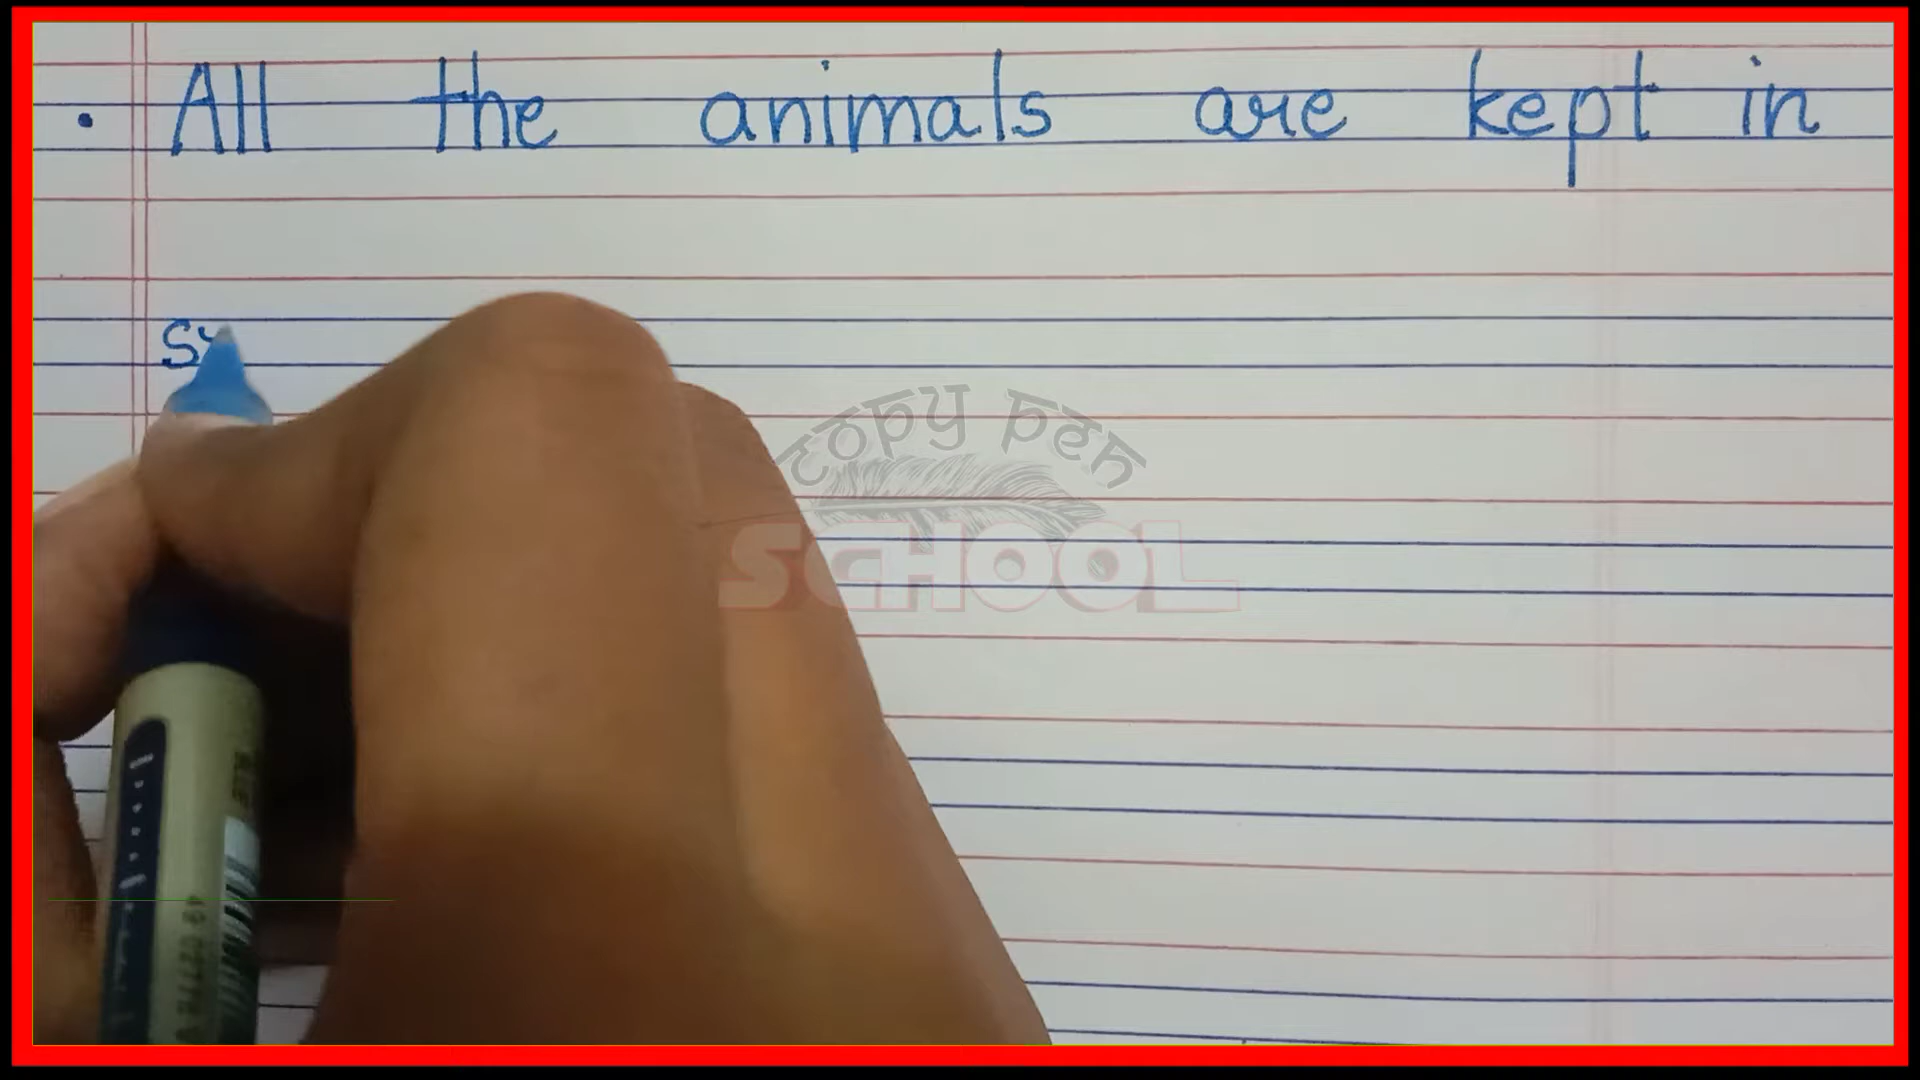 • All the animals are kept in
copy pen
SCHOOL